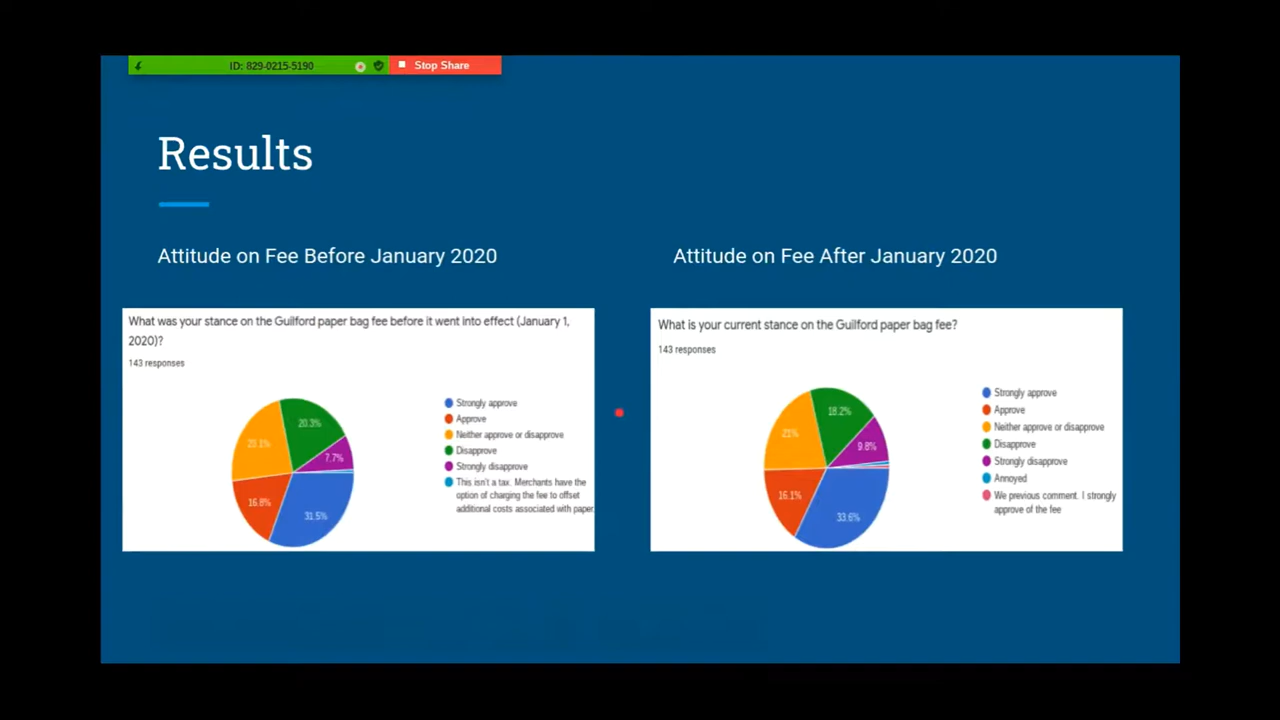 ID: 829-0215-5190
Stop Share
Results
Attitude on Fee Before January 2020
Attitude on Fee After January 2020
What was your stance on the Guilford paper bag fee before it went into effect (January 1,
2020)?
143 responses
20.3%
7.7%
23.1%
16.8%
31.5%
Strongly approve
Approve
Neither approve or disapprove
Disapprove
Strongly disapprove
This isn't a tax. Merchants have the
option of charging the fee to offset
additional costs associated with paper
What is your current stance on the Guilford paper bag fee?
143 responses
18.2%
9.8%
21%
16.1%
33.6%
Strongly approve
Approve
Neither approve or disapprove
Disapprove
Strongly disapprove
Annoyed
We previous comment. I strongly
approve of the fee